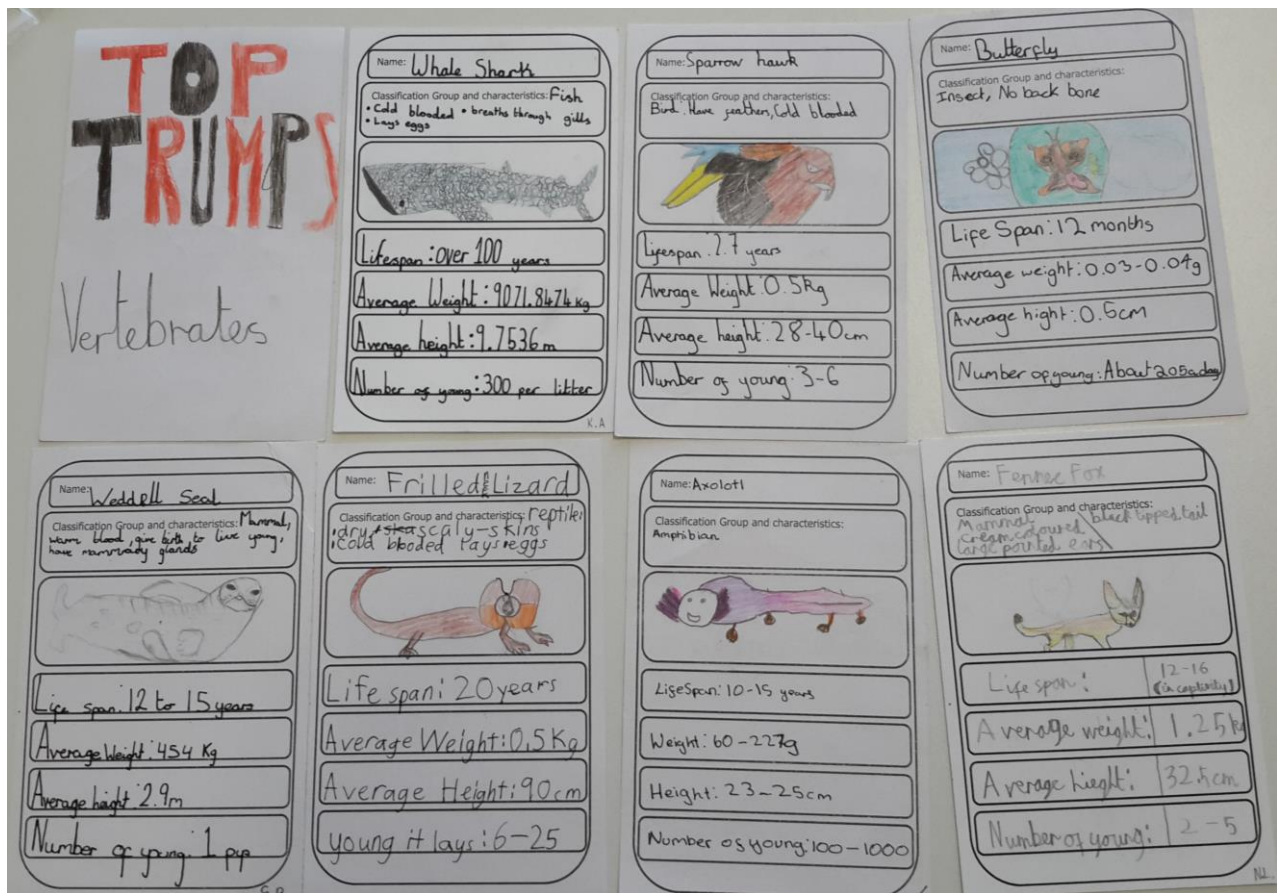 TOP
TRUMPS
Vertebrates
Name: Whale Shark
Classification Group and characteristics: Fish
• Cold blooded • breaths through gills
• Lays eggs
Lifespan: over 100 years
Average Weight: 9071.8474 kg
Average height: 9.7536 m
Number of young: 300 per litter
K.A
Name: Sparrow hawk
Classification Group and characteristics:
Bird. Have feathers, Cold blooded
Lifespan: 2.7 years
Average Weight: 0.5kg
Average height: 28-40cm
Number of young: 3-6
Name: Butterfly
Classification Group and characteristics:
Insect, No back bone
Life Span: 12 months
Average weight: 0.03-0.04g
Average hight: 0.5cm
Number of young: About 205 a day
Name: Weddell Seal
Classification Group and characteristics: Mammal,
warm blood, give birth to live young,
have mammady glands
Life span: 12 to 15 years
Average Weight: 454 Kg
Average height: 2.9m
Number of young: 1 pup
Name: Frilled Lizard
Classification Group and characteristics: reptile:
• dry scaly-skins
• Cold blooded lays eggs
Life span: 20 years
Average Weight: 0.5Kg
Average Height: 90cm
young it lays: 6-25
Name: Axolotl
Classification Group and characteristics:
Amphibian
LifeSpan: 10-15 years
Weight: 60-227g
Height: 23-25cm
Number of young: 100-1000
Name: Fennec Fox
Classification Group and characteristics:
Mammal black tipped tail
cream coloured
large pointed ears
Life span: 12-16
(in captivity)
Average weight: 1.25kg
Average hieght: 32.5cm
Number of young: 2-5
N.L.